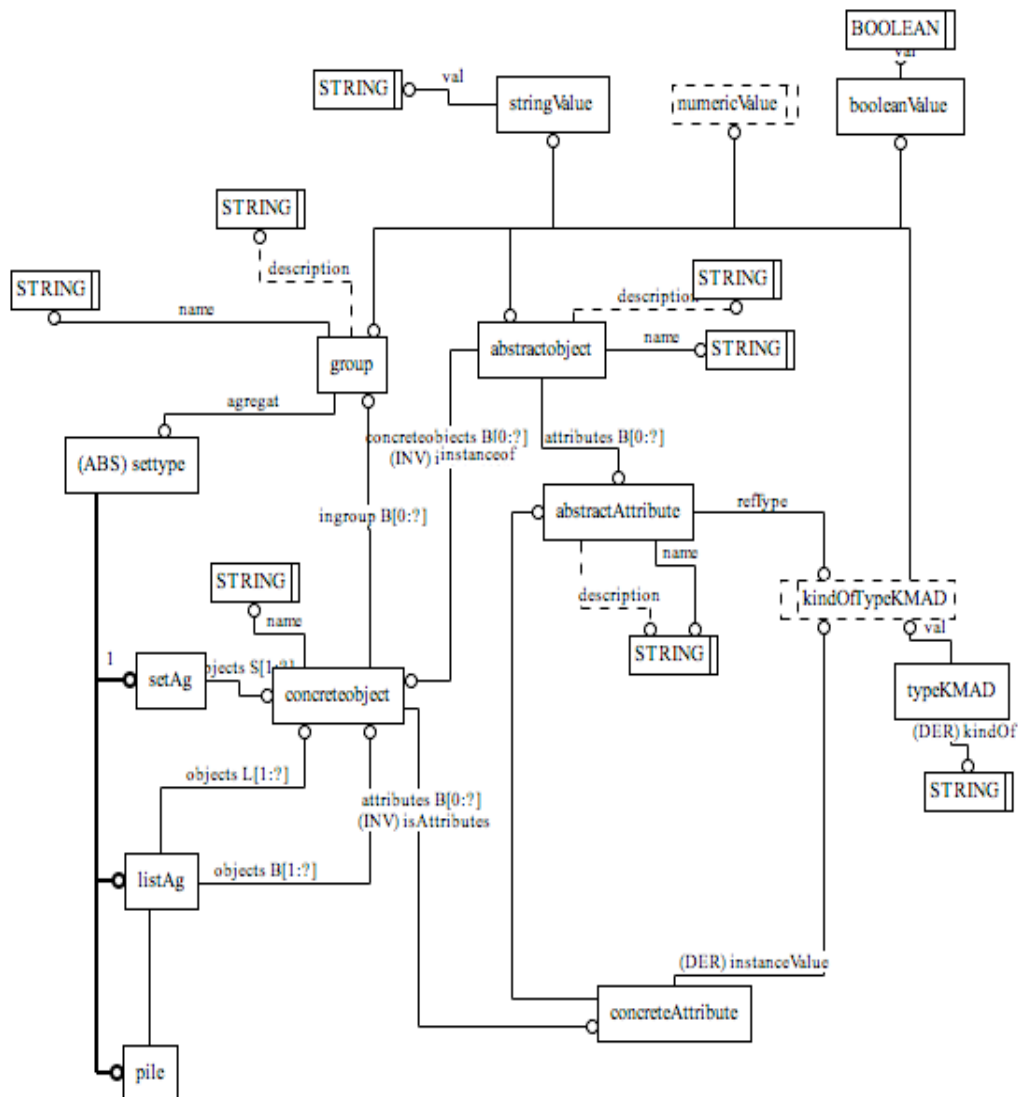 BOOLEAN
val
STRING
val
stringValue
numericValue
booleanValue
STRING
description
STRING
name
STRING
description
abstractobject
name
STRING
group
agregat
(ABS) settype
concreteobjects B[0:?]
(INV) i instanceof
attributes B[0:?]
ingroup B[0:?]
abstractAttribute
refType
name
description
STRING
STRING
name
kindOfTypeKMAD
val
1
setAg
bjects S[1:?]
concreteobject
typeKMAD
(DER) kindOf
STRING
objects L[1:?]
attributes B[0:?]
(INV) isAttributes
listAg
objects B[1:?]
(DER) instanceValue
concreteAttribute
pile